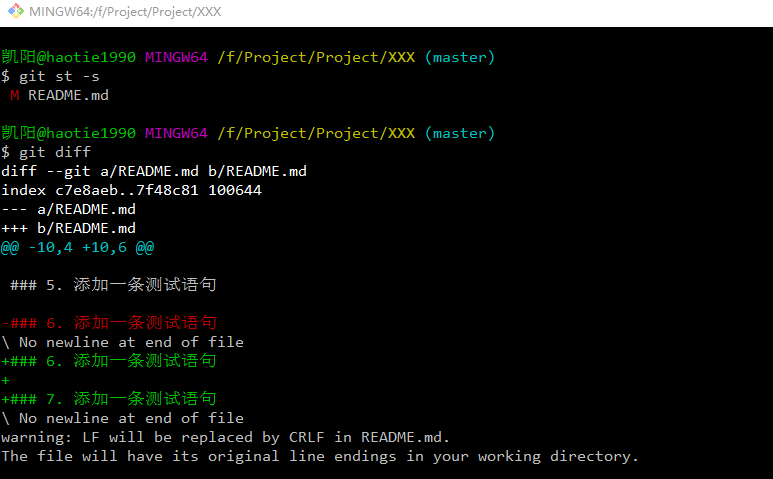 MINGW64:/f/Project/Project/XXX
凯阳@haotie1990 MINGW64 /f/Project/Project/XXX (master)
$ git st -s
 M README.md
凯阳@haotie1990 MINGW64 /f/Project/Project/XXX (master)
$ git diff
diff --git a/README.md b/README.md
index c7e8aeb..7f48c81 100644
--- a/README.md
+++ b/README.md
@@ -10,4 +10,6 @@
 ### 5. 添加一条测试语句
-### 6. 添加一条测试语句
\ No newline at end of file
+### 6. 添加一条测试语句
+
+### 7. 添加一条测试语句
\ No newline at end of file
warning: LF will be replaced by CRLF in README.md.
The file will have its original line endings in your working directory.